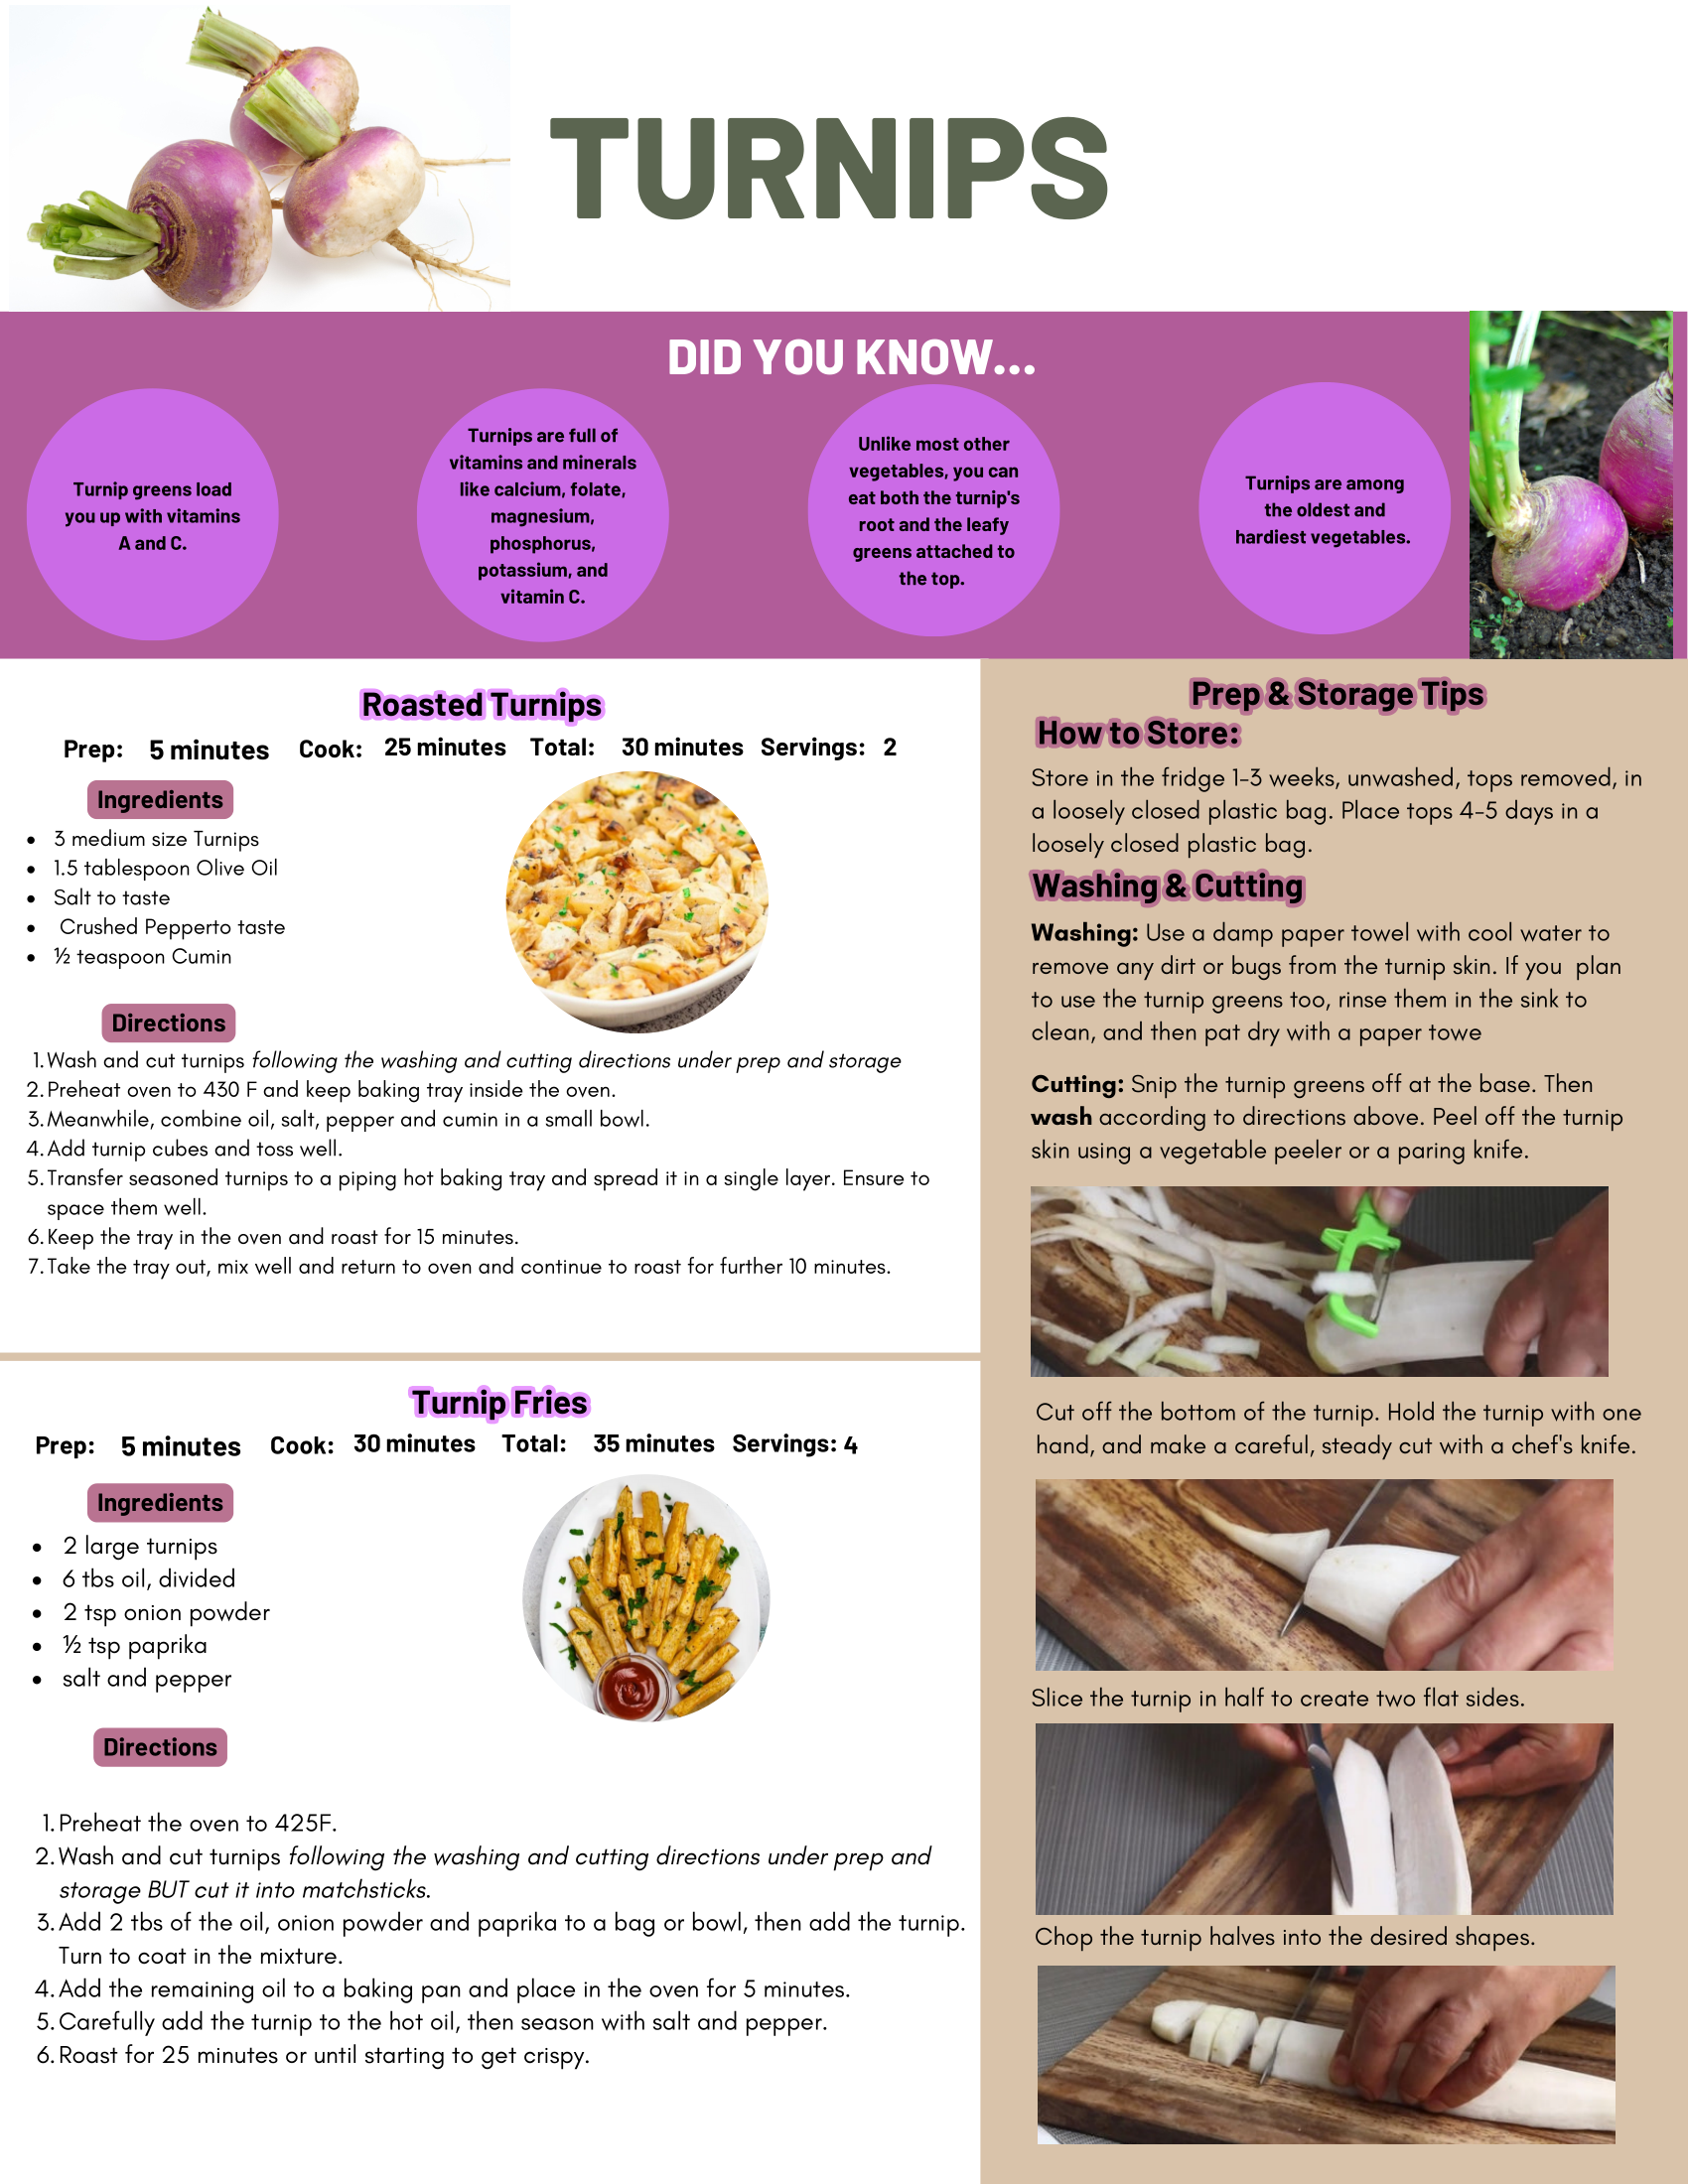 TURNIPS
DID YOU KNOW...
Turnip greens load
you up with vitamins
A and C.
Turnips are full of
vitamins and minerals
like calcium, folate,
magnesium,
phosphorus,
potassium, and
vitamin C.
Unlike most other
vegetables, you can
eat both the turnip's
root and the leafy
greens attached to
the top.
Turnips are among
the oldest and
hardiest vegetables.
Roasted Turnips
Prep: 5 minutes Cook: 25 minutes Total: 30 minutes Servings: 2
Ingredients
• 3 medium size Turnips
• 1.5 tablespoon Olive Oil
• Salt to taste
• Crushed Pepperto taste
• ½ teaspoon Cumin
Directions
1. Wash and cut turnips following the washing and cutting directions under prep and storage
2. Preheat oven to 430 F and keep baking tray inside the oven.
3. Meanwhile, combine oil, salt, pepper and cumin in a small bowl.
4. Add turnip cubes and toss well.
5. Transfer seasoned turnips to a piping hot baking tray and spread it in a single layer. Ensure to
space them well.
6. Keep the tray in the oven and roast for 15 minutes.
7. Take the tray out, mix well and return to oven and continue to roast for further 10 minutes.
Turnip Fries
Prep: 5 minutes Cook: 30 minutes Total: 35 minutes Servings: 4
Ingredients
• 2 large turnips
• 6 tbs oil, divided
• 2 tsp onion powder
• ½ tsp paprika
• salt and pepper
Directions
1. Preheat the oven to 425F.
2. Wash and cut turnips following the washing and cutting directions under prep and
storage BUT cut it into matchsticks.
3. Add 2 tbs of the oil, onion powder and paprika to a bag or bowl, then add the turnip.
Turn to coat in the mixture.
4. Add the remaining oil to a baking pan and place in the oven for 5 minutes.
5. Carefully add the turnip to the hot oil, then season with salt and pepper.
6. Roast for 25 minutes or until starting to get crispy.
Prep & Storage Tips
How to Store:
Store in the fridge 1-3 weeks, unwashed, tops removed, in
a loosely closed plastic bag. Place tops 4-5 days in a
loosely closed plastic bag.
Washing & Cutting
Washing: Use a damp paper towel with cool water to
remove any dirt or bugs from the turnip skin. If you plan
to use the turnip greens too, rinse them in the sink to
clean, and then pat dry with a paper towe
Cutting: Snip the turnip greens off at the base. Then
wash according to directions above. Peel off the turnip
skin using a vegetable peeler or a paring knife.
Cut off the bottom of the turnip. Hold the turnip with one
hand, and make a careful, steady cut with a chef's knife.
Slice the turnip in half to create two flat sides.
Chop the turnip halves into the desired shapes.